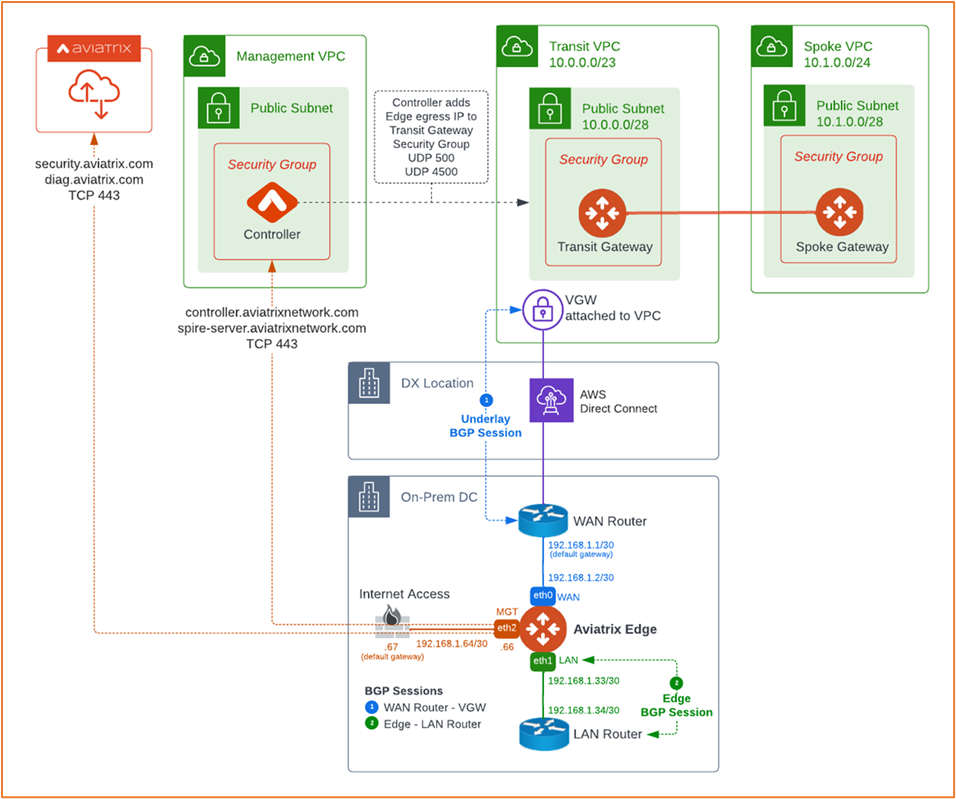 AVIATRIX
security.aviatrix.com
diag.aviatrix.com
TCP 443
Management VPC
Public Subnet
Security Group
Controller
controller.aviatrixnetwork.com
spire-server.aviatrixnetwork.com
TCP 443
Controller adds
Edge egress IP to
Transit Gateway
Security Group
UDP 500
UDP 4500
Transit VPC
10.0.0.0/23
Public Subnet
10.0.0.0/28
Security Group
Transit Gateway
Spoke VPC
10.1.0.0/24
Public Subnet
10.1.0.0/28
Security Group
Spoke Gateway
VGW
attached to VPC
DX Location
1
Underlay
BGP Session
AWS
Direct Connect
On-Prem DC
WAN Router
192.168.1.1/30
(default gateway)
192.168.1.2/30
eth0
WAN
Internet Access
MGT
eth2
.66
192.168.1.64/30
.67
(default gateway)
Aviatrix Edge
eth1
LAN
192.168.1.33/30
2
Edge
BGP Session
192.168.1.34/30
LAN Router
BGP Sessions
1 WAN Router - VGW
2 Edge - LAN Router